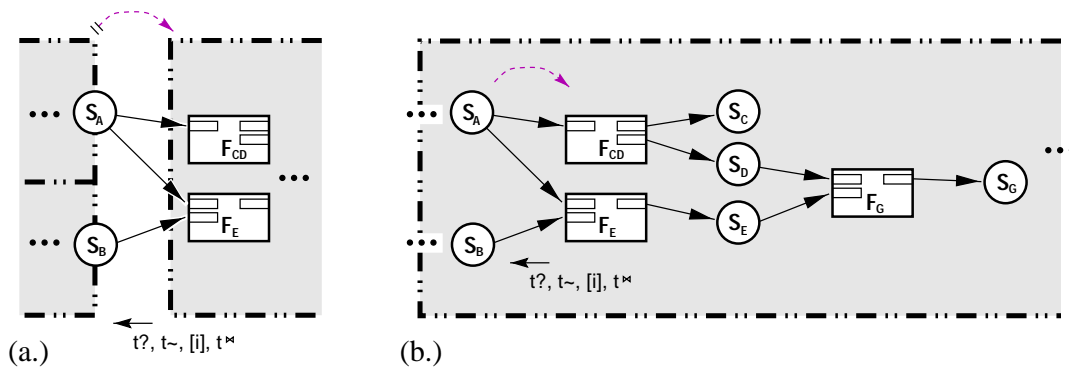 S_A
S_B
F_CD
F_E
t?, t~, [i], t⋈
(a.)
S_A
S_B
F_CD
F_E
S_C
S_D
S_E
F_G
S_G
t?, t~, [i], t⋈
(b.)